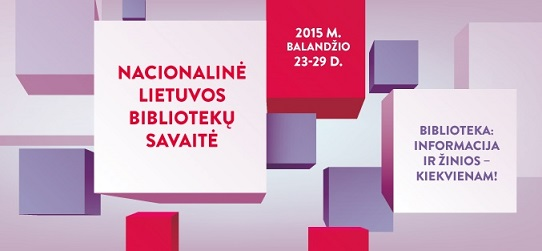 NACIONALINĖ
LIETUVOS
BIBLIOTEKŲ
SAVAITĖ
2015 M.
BALANDŽIO
23-29 D.
BIBLIOTEKA:
INFORMACIJA
IR ŽINIOS –
KIEKVIENAM!